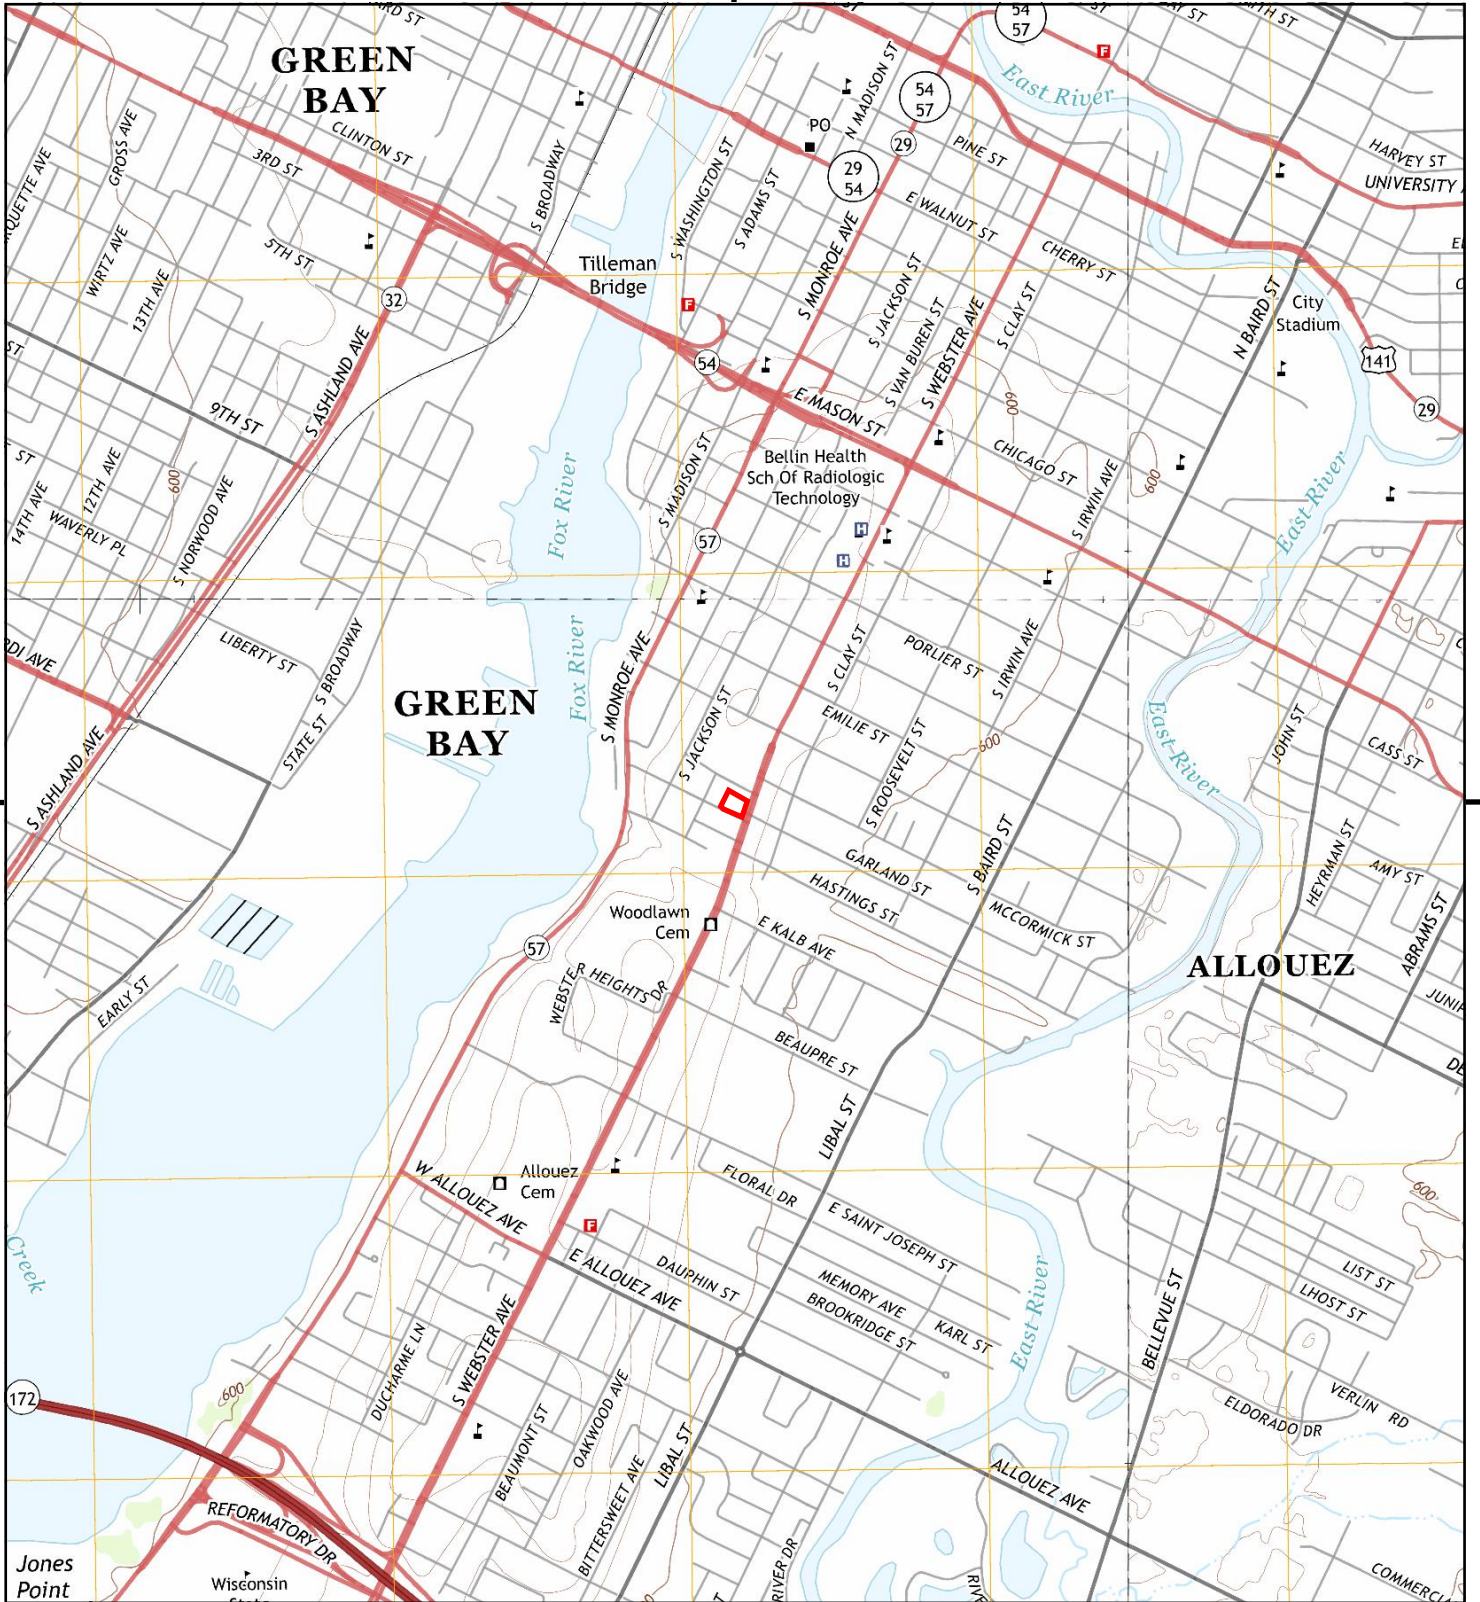 54
57
F
GREEN
BAY
East River
54
57
N MADISON ST
PO
29
PINE ST
HARVEY ST
UNIVERSITY
CLINTON ST
GROSS AVE
3RD ST
S BROADWAY
S WASHINGTON ST
S ADAMS ST
29
54
E WALNUT ST
S MONROE AVE
WIRTZ AVE
5TH ST
13TH AVE
Tilleman
Bridge
CHERRY ST
S JACKSON ST
32
F
S VAN BUREN ST
S WEBSTER AVE
S CLAY ST
N BAIRD ST
City
Stadium
ST
S ASHLAND AVE
54
141
9TH ST
E MASON ST
600
29
ST
12TH AVE
14TH AVE
600
S NORWOOD AVE
WAVERLY PL
Fox River
S MADISON ST
Bellin Health
Sch Of Radiologic
Technology
CHICAGO ST
S IRWIN AVE
600
East River
57
H
H
LIBERTY ST
S BROADWAY
STATE ST
GREEN
BAY
Fox River
S MONROE AVE
S JACKSON ST
S CLAY ST
PORLIER ST
S IRWIN AVE
EMILIE ST
S ROOSEVELT ST
600
East River
JOHN ST
CASS ST
S ASHLAND AVE
S BAIRD ST
GARLAND ST
HASTINGS ST
MCCORMICK ST
HEYRMAN ST
AMY ST
ABRAMS ST
Woodlawn
Cem
E KALB AVE
57
WEBSTER HEIGHTS DR
ALLOUEZ
EARLY ST
BEAUPRE ST
LIBAL ST
W ALLOUEZ AVE
Allouez
Cem
FLORAL DR
E SAINT JOSEPH ST
600
Creek
F
E ALLOUEZ AVE
DAUPHIN ST
MEMORY AVE
BROOKRIDGE ST
KARL ST
East River
LIST ST
LHOST ST
BELLEVUE ST
DUCHARME LN
S WEBSTER AVE
172
600
OAKWOOD AVE
BEAUMONT ST
LIBAL ST
BITTERSWEET AVE
ELDORADO DR
VERLIN RD
ALLOUEZ AVE
REFORMATORY DR
Jones
Point
Wisconsin